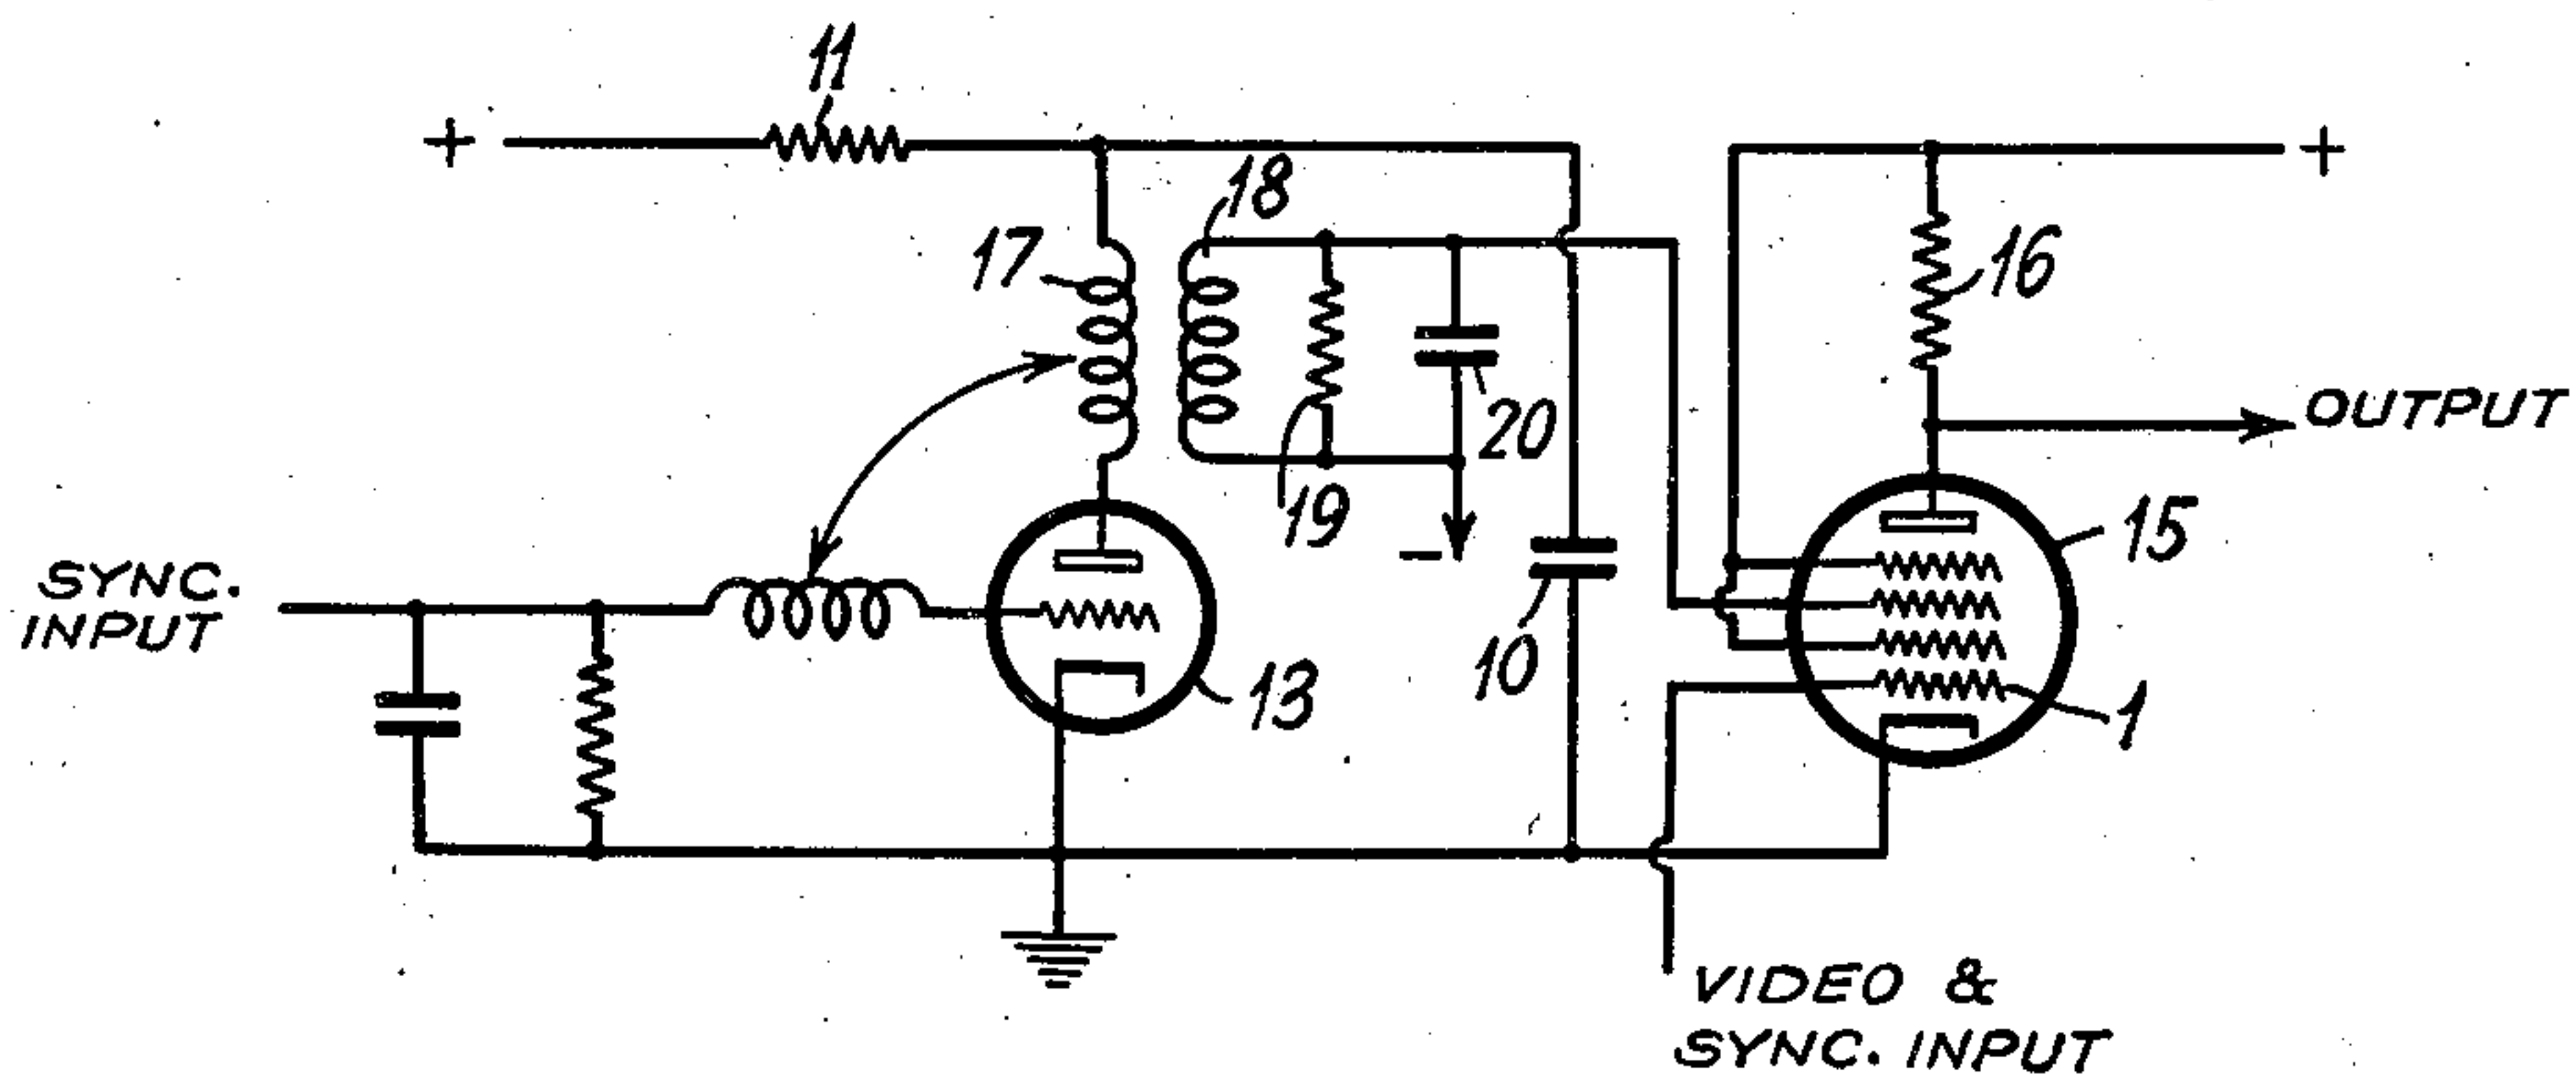 11
+
+
18
17
16
OUTPUT
20
19
15
SYNC.
INPUT
13
10
1
-
VIDEO &
SYNC. INPUT